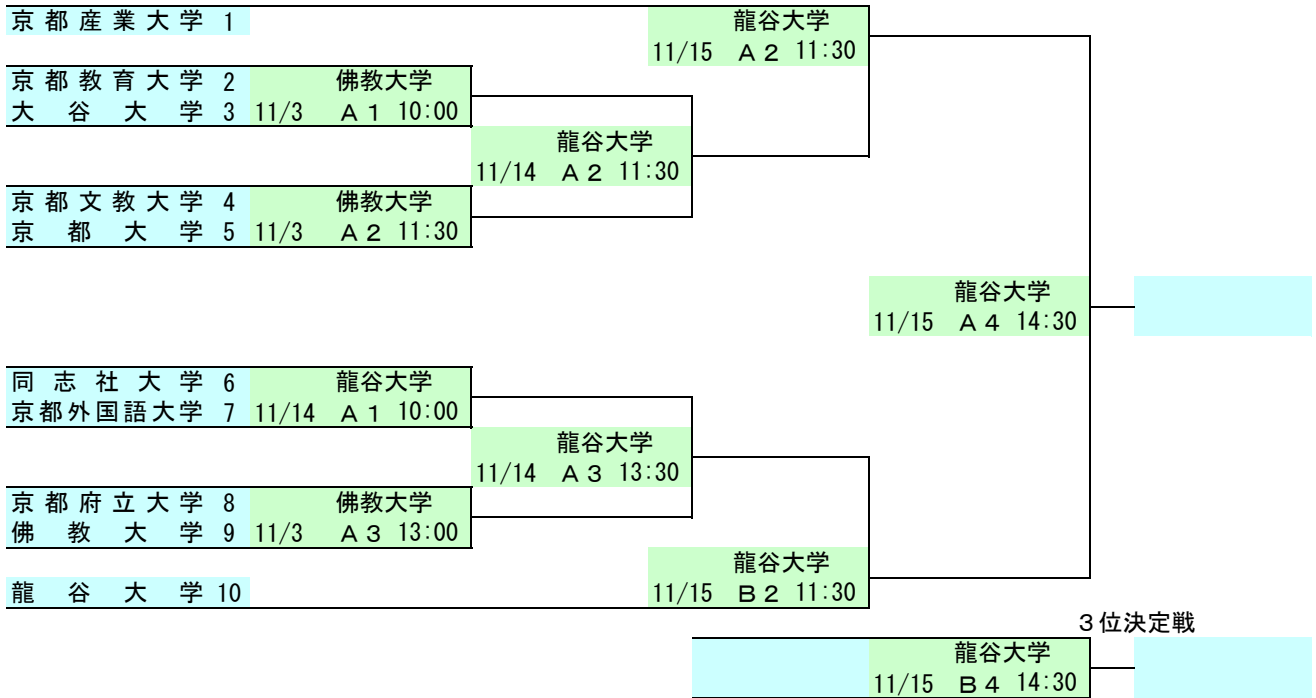 京都産業大学 1 龍谷大学
11/15 A2 11:30
京都教育大学 2 佛教大学
大谷大学 3 11/3 A1 10:00
龍谷大学
11/14 A2 11:30
京都文教大学 4 佛教大学
京都大学 5 11/3 A2 11:30
龍谷大学
11/15 A4 14:30
同志社大学 6 龍谷大学
京都外国語大学 7 11/14 A1 10:00
龍谷大学
11/14 A3 13:30
京都府立大学 8 佛教大学
佛教大学 9 11/3 A3 13:00
龍谷大学
龍谷大学 10 11/15 B2 11:30
3位決定戦
龍谷大学
11/15 B4 14:30